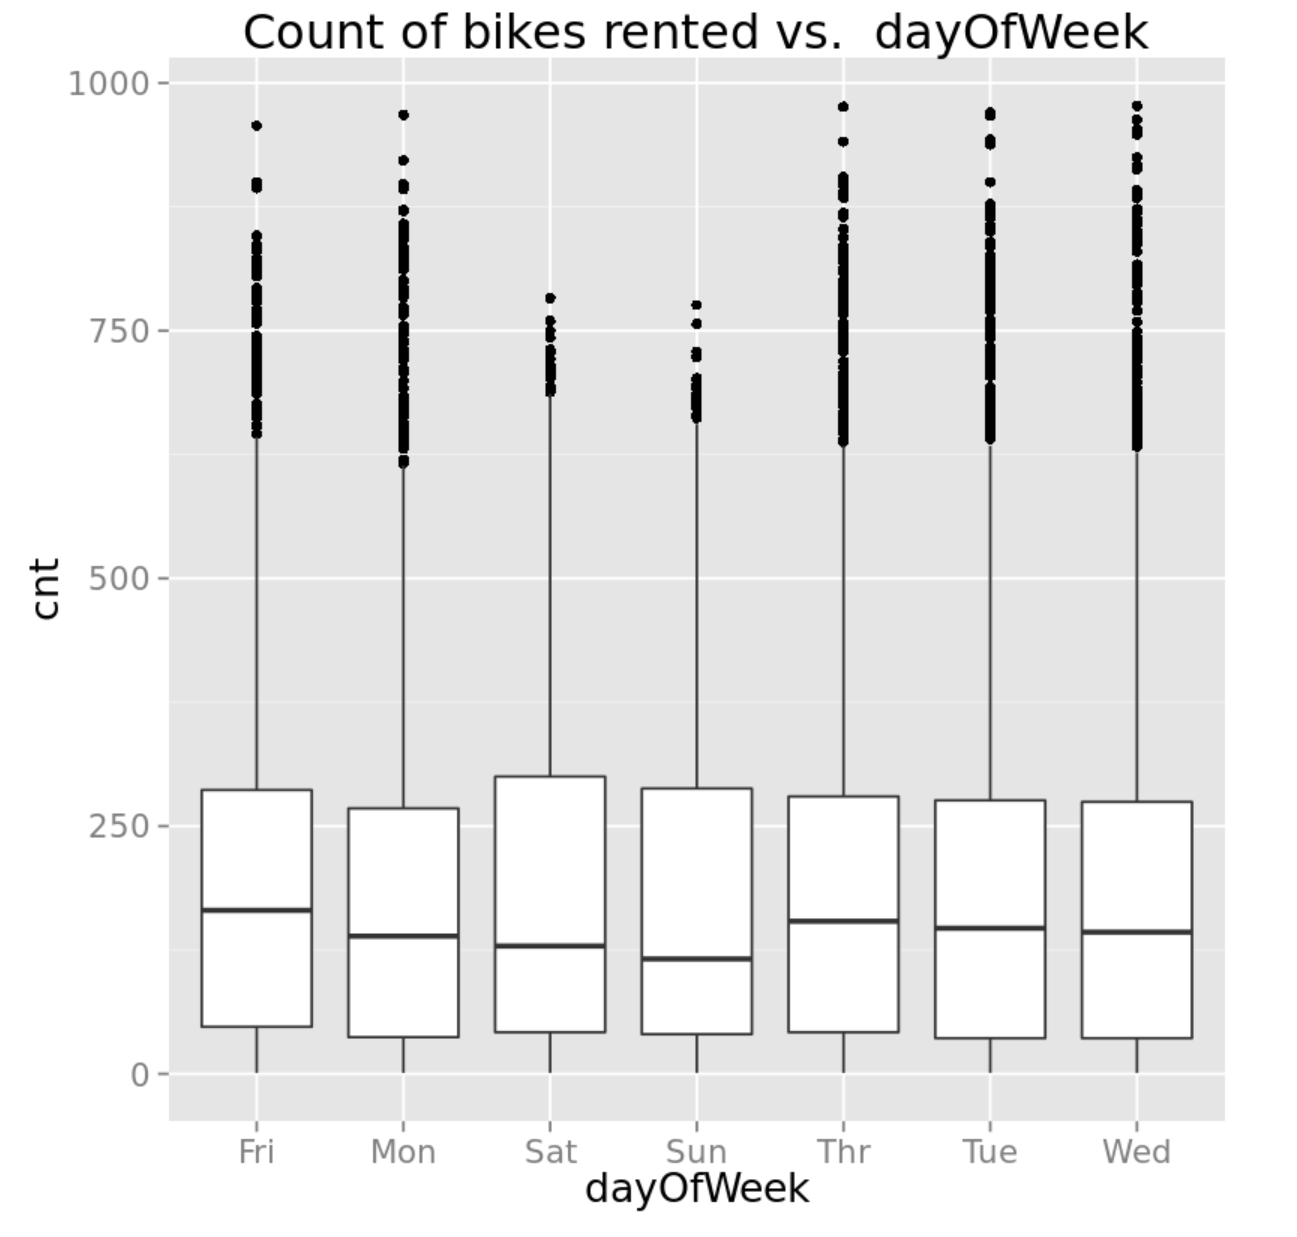 Count of bikes rented vs.  dayOfWeek
1000
750
500
250
0
cnt
Fri Mon Sat Sun Thr Tue Wed
dayOfWeek